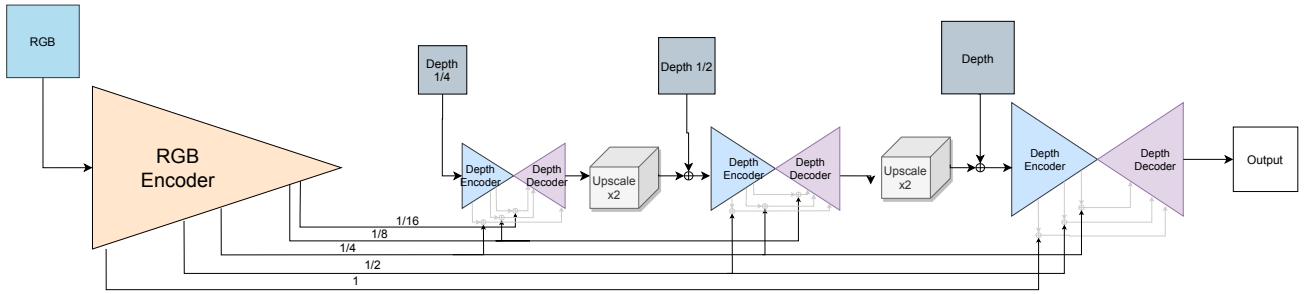 RGB
RGB
Encoder
Depth
1/4
Depth
Encoder
Depth
Decoder
Upscale
x2
Depth 1/2
Depth
Encoder
Depth
Decoder
Upscale
x2
Depth
Depth
Encoder
Depth
Decoder
Output
1/16
1/8
1/4
1/2
1